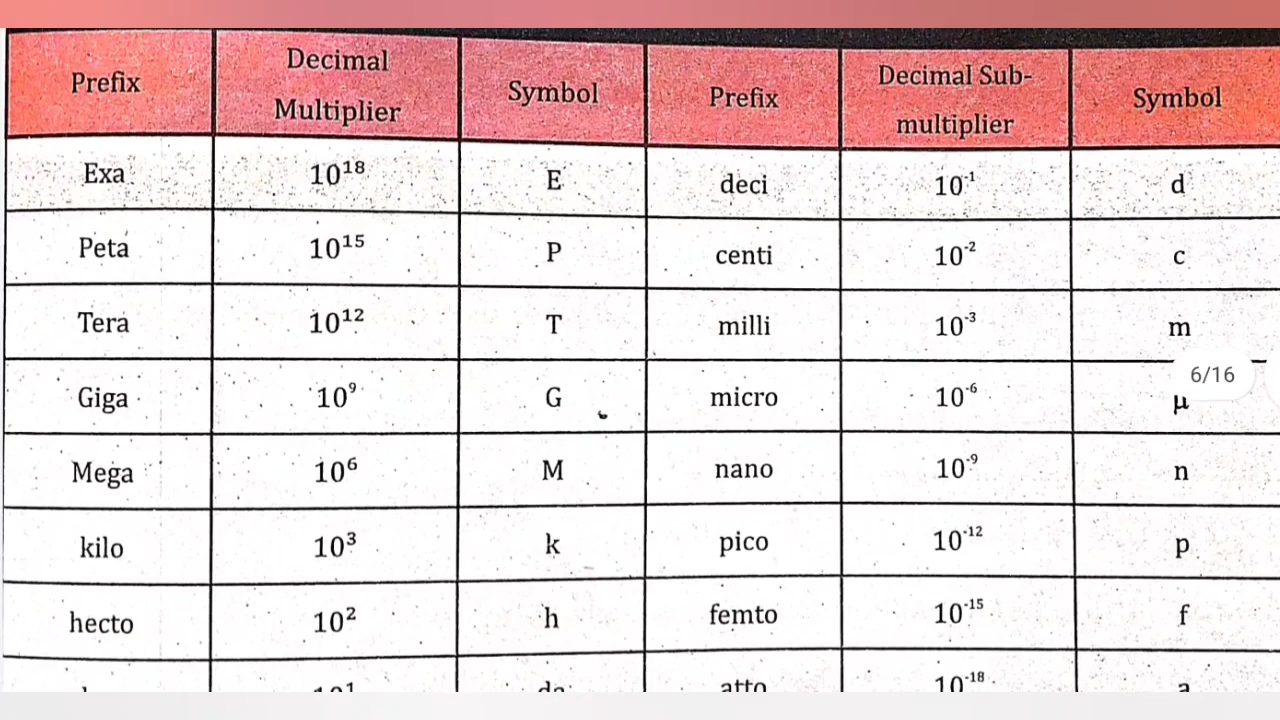 Prefix Decimal Multiplier Symbol Prefix Decimal Sub-multiplier Symbol
Exa 10¹⁸ E deci 10⁻¹ d
Peta 10¹⁵ P centi 10⁻² c
Tera 10¹² T milli 10⁻³ m
6/16
Giga 10⁹ G micro 10⁻⁶ μ
Mega 10⁶ M nano 10⁻⁹ n
kilo 10³ k pico 10⁻¹² p
hecto 10² h femto 10⁻¹⁵ f
10¹ da atto 10⁻¹⁸ a